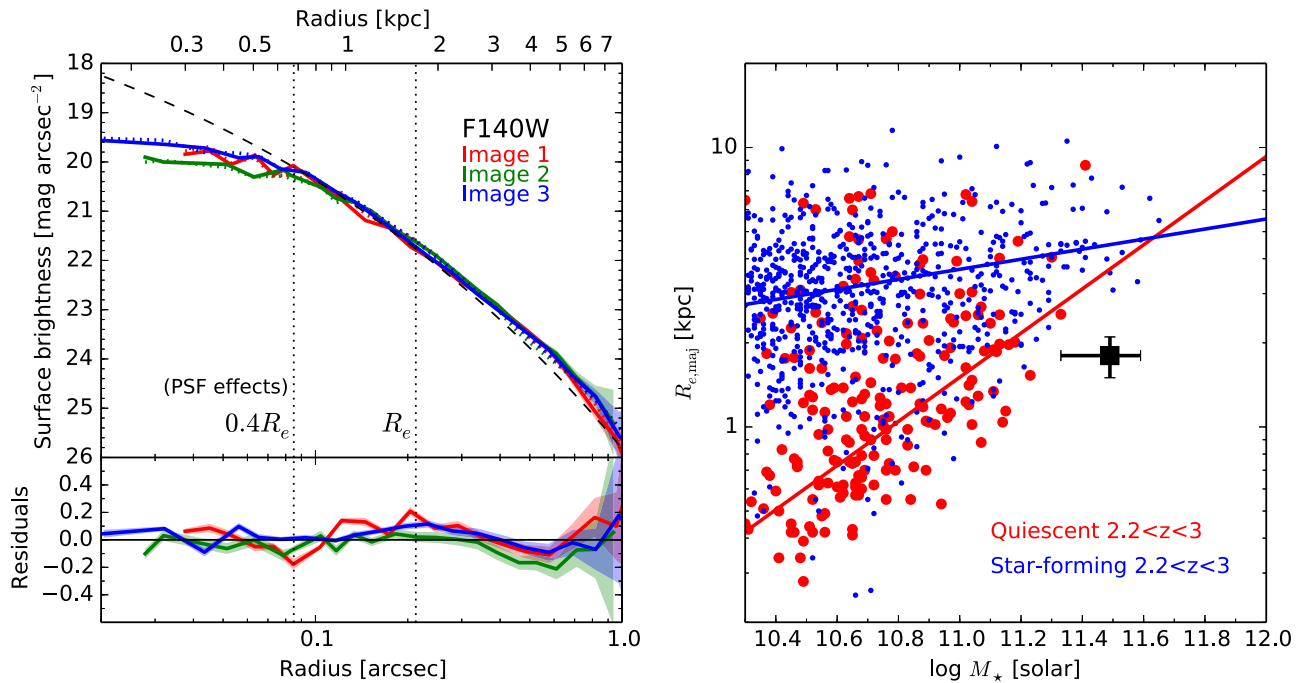 Radius [kpc]
0.3 0.5 1 2 3 4 5 6 7
18
19
20
21
22
23
24
25
26
Surface brightness [mag arcsec⁻²]
F140W
Image 1
Image 2
Image 3
(PSF effects)
0.4Rₑ
Rₑ
0.4
0.2
0.0
−0.2
−0.4
Residuals
0.1 1.0
Radius [arcsec]
10
1
R_{e,maj} [kpc]
Quiescent 2.2<z<3
Star-forming 2.2<z<3
10.4 10.6 10.8 11.0 11.2 11.4 11.6 11.8 12.0
log M⋆ [solar]